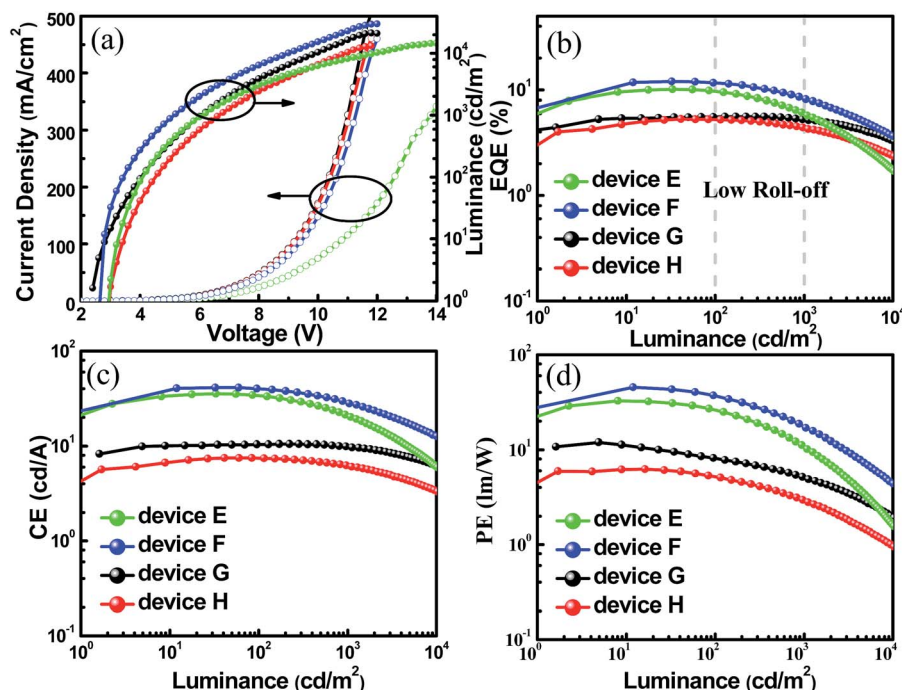 (a)
Current Density (mA/cm²)
500
400
300
200
100
0
Luminance (cd/m²)
10⁴
10³
10²
10¹
10⁰
2 4 6 8 10 12 14
Voltage (V)
(b)
EQE (%)
10¹
10⁰
10⁻¹
device E
device F
device G
device H
Low Roll-off
10⁰ 10¹ 10² 10³ 10⁴
Luminance (cd/m²)
(c)
CE (cd/A)
10²
10¹
10⁰
10⁻¹
device E
device F
device G
device H
10⁰ 10¹ 10² 10³ 10⁴
Luminance (cd/m²)
(d)
PE (lm/W)
10²
10¹
10⁰
10⁻¹
device E
device F
device G
device H
10⁰ 10¹ 10² 10³ 10⁴
Luminance (cd/m²)